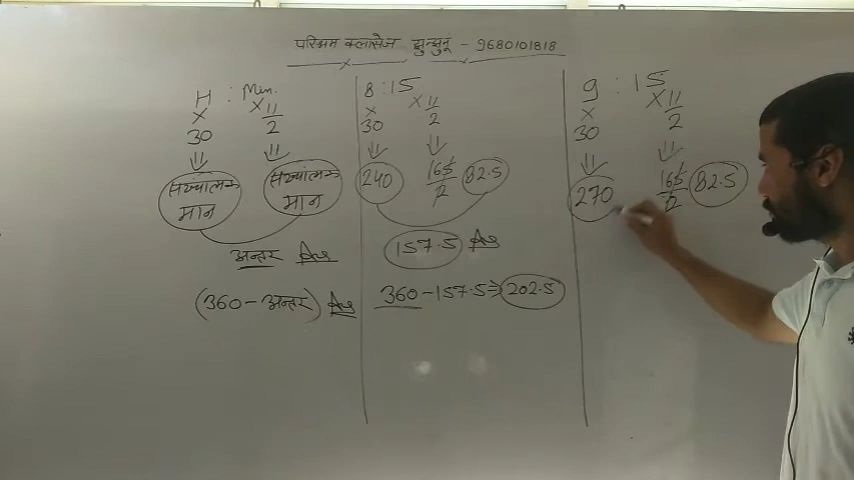 परिश्रम क्लासेज झुन्झुनू - 9680101818
H : Min.
X X 11/2
30
संख्यात्मक मान संख्यात्मक मान
अन्तर Ans
(360 - अन्तर) Ans
8:15
X X 11/2
30
240 165/2 82.5
157.5 Ans
360-157.5⇒202.5
9:15
X X 11/2
30
270 165/2 82.5